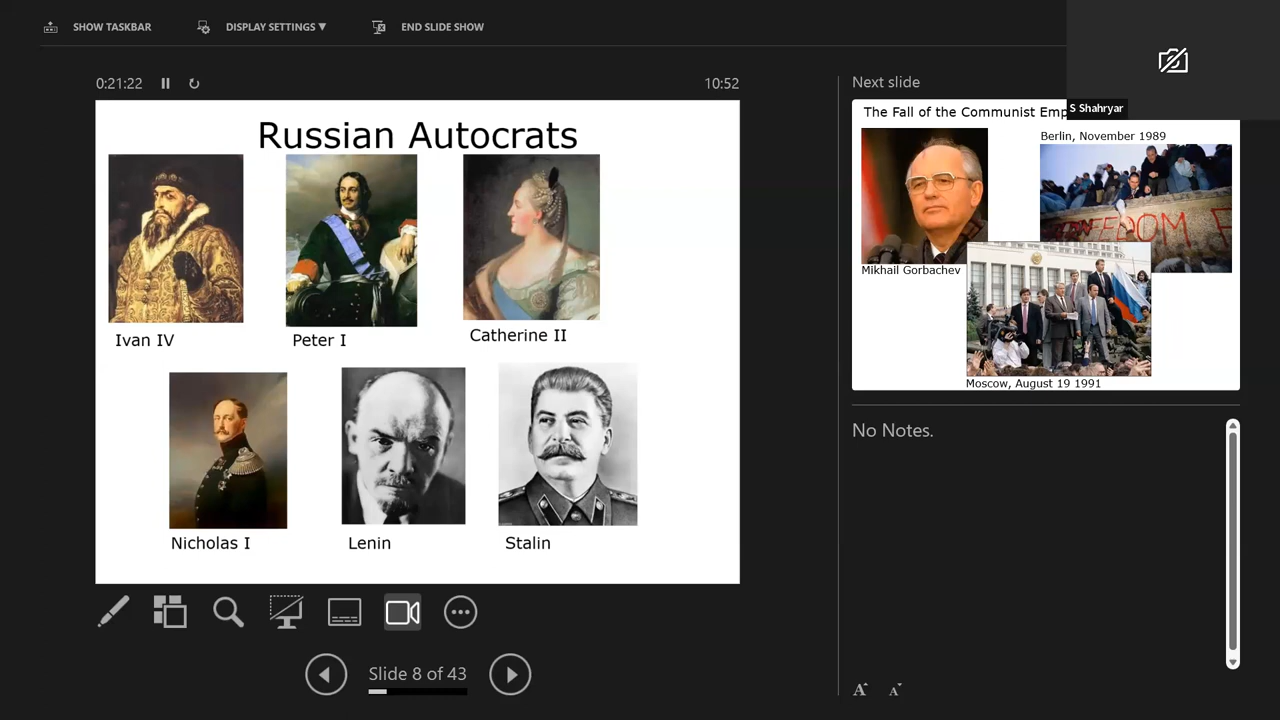 SHOW TASKBAR
DISPLAY SETTINGS ▼
END SLIDE SHOW
0:21:22
10:52
Russian Autocrats
Ivan IV
Peter I
Catherine II
Nicholas I
Lenin
Stalin
Slide 8 of 43
Next slide
S Shahryar
The Fall of the Communist Emp
Berlin, November 1989
FREEDOM F
Mikhail Gorbachev
Moscow, August 19 1991
No Notes.
A A